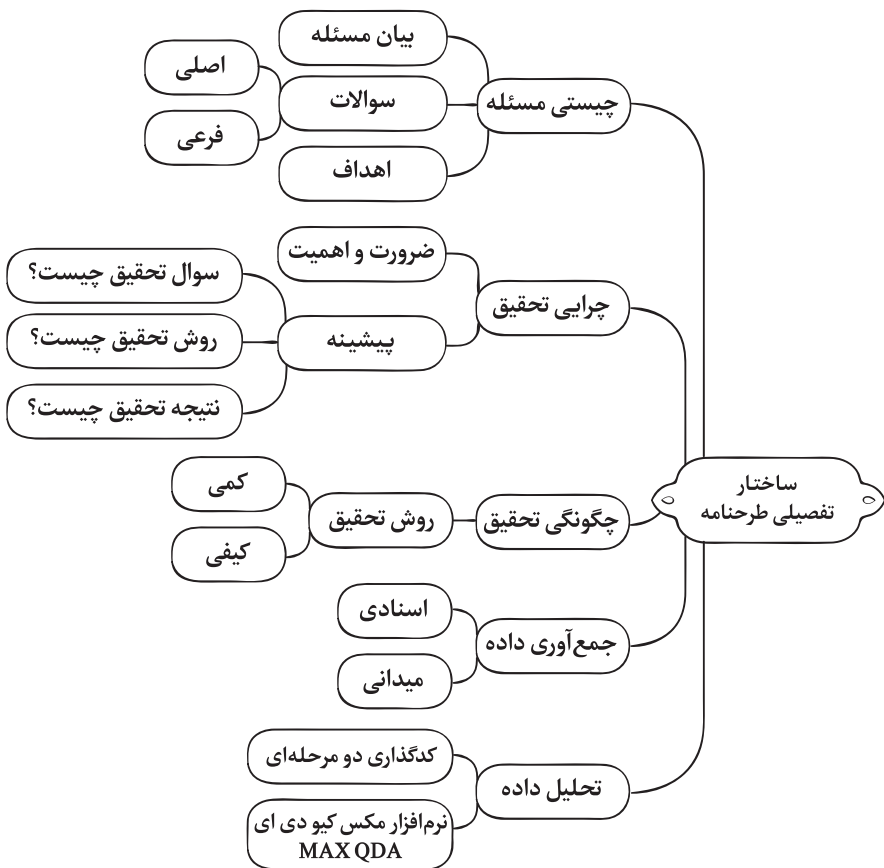 ساختار
تفصیلی طرحنامه
چیستی مسئله
بیان مسئله
سوالات
اصلی
فرعی
اهداف
چرایی تحقیق
ضرورت و اهمیت
پیشینه
سوال تحقیق چیست؟
روش تحقیق چیست؟
نتیجه تحقیق چیست؟
چگونگی تحقیق
روش تحقیق
کمی
کیفی
جمع‌آوری داده
اسنادی
میدانی
تحلیل داده
کدگذاری دو مرحله‌ای
نرم‌افزار مکس کیو دی ای
MAX QDA